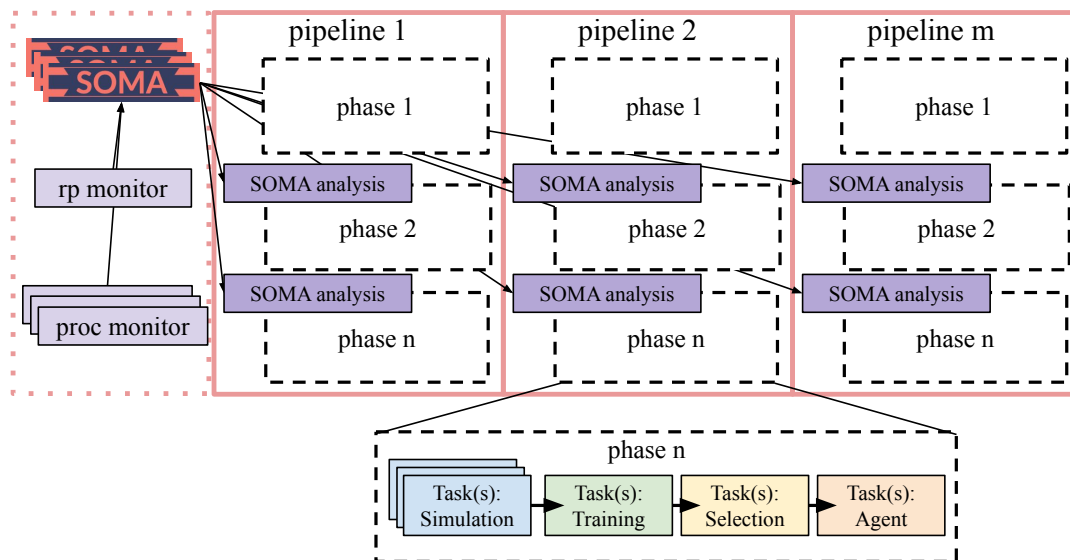 pipeline 1
pipeline 2
pipeline m
SOMA
SOMA
SOMA
phase 1
phase 1
phase 1
rp monitor
SOMA analysis
SOMA analysis
SOMA analysis
phase 2
phase 2
phase 2
SOMA analysis
SOMA analysis
SOMA analysis
proc monitor
phase n
phase n
phase n
phase n
Task(s):
Simulation
Task(s):
Training
Task(s):
Selection
Task(s):
Agent